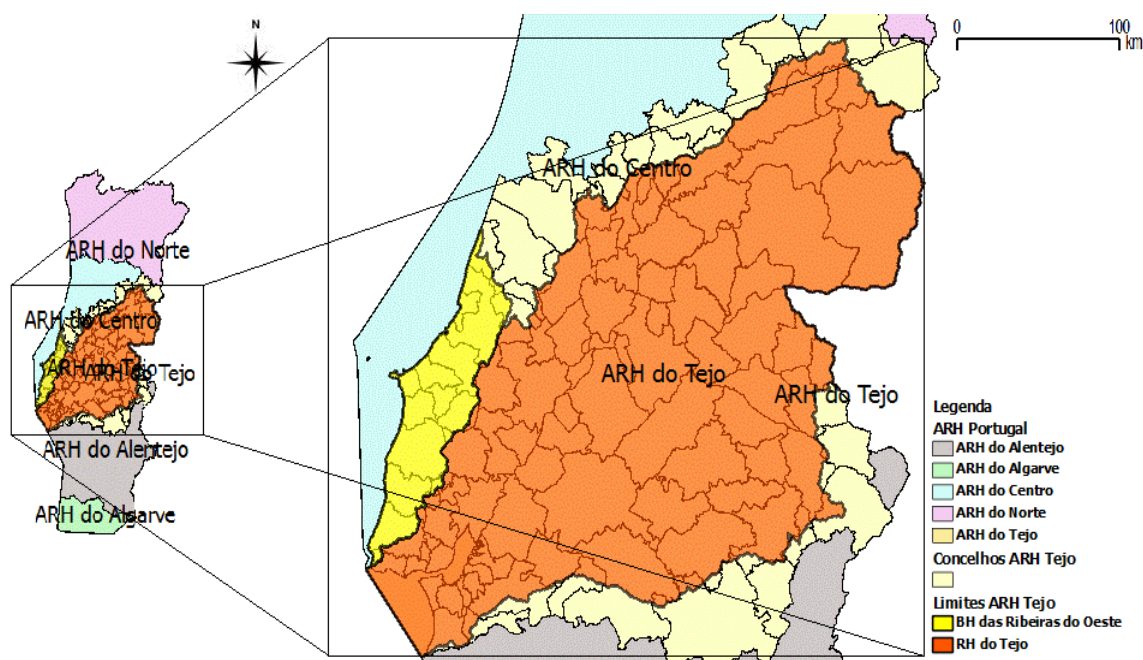 N
0
100
km
ARH do Norte
ARH do Centro
ARH do Tejo
ARH do Tejo
ARH do Alentejo
ARH do Algarve
ARH do Centro
ARH do Tejo
ARH do Tejo
Legenda
ARH Portugal
ARH do Alentejo
ARH do Algarve
ARH do Centro
ARH do Norte
ARH do Tejo
Concelhos ARH Tejo
Limites ARH Tejo
BH das Ribeiras do Oeste
RH do Tejo